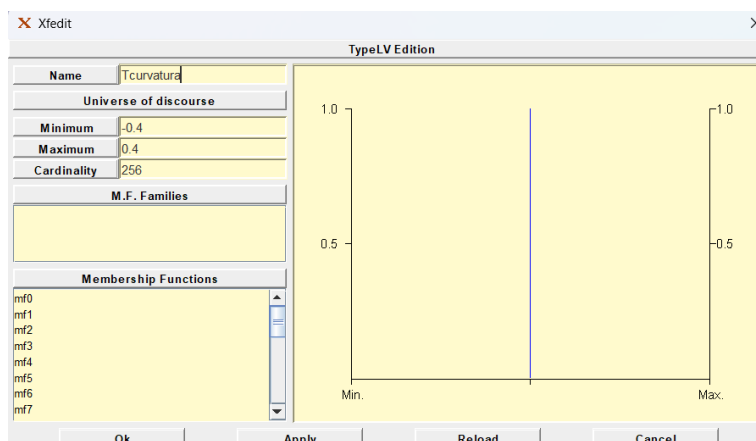 Xfedit
TypeLV Edition
Name Tcurvatura
Universe of discourse
Minimum -0.4
Maximum 0.4
Cardinality 256
M.F. Families
Membership Functions
mf0
mf1
mf2
mf3
mf4
mf5
mf6
mf7
1.0 1.0
0.5 0.5
Min. Max.
Ok Apply Reload Cancel